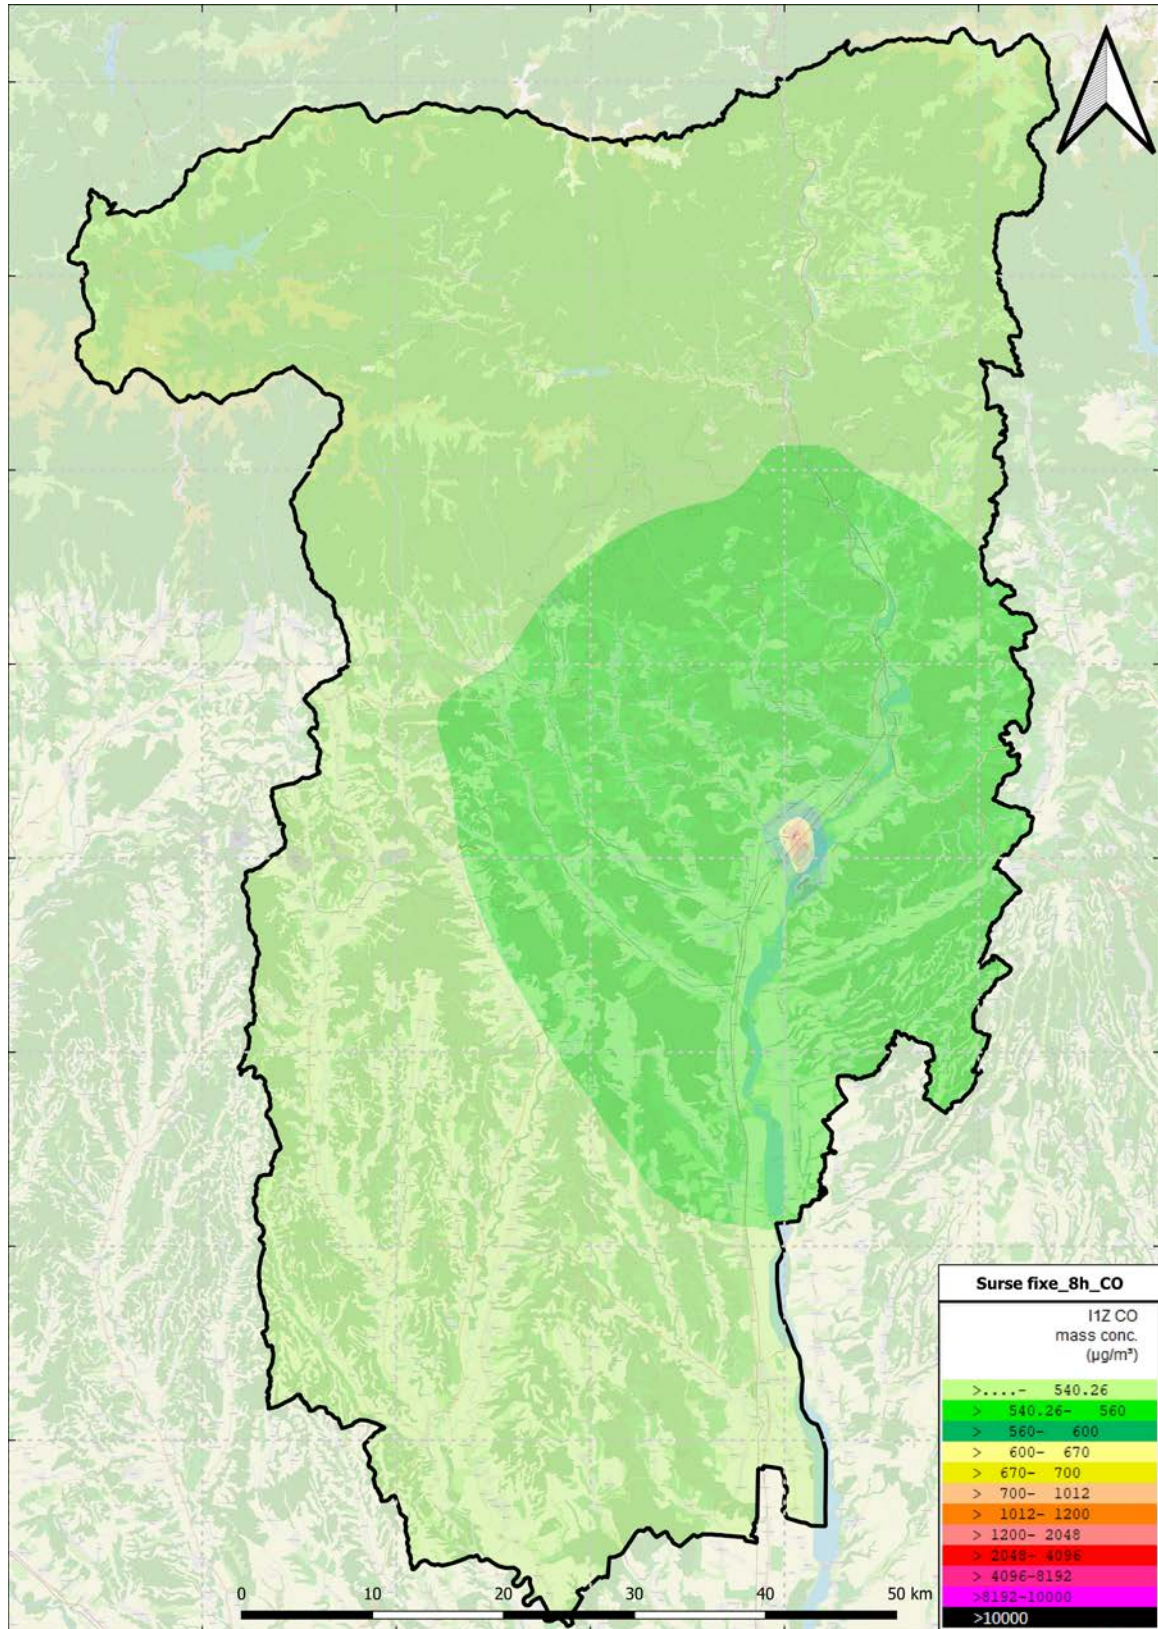 Surse fixe_8h_CO
I1Z CO
mass conc.
(µg/m³)
>....- 540.26
> 540.26- 560
> 560- 600
> 600- 670
> 670- 700
> 700- 1012
> 1012- 1200
> 1200- 2048
> 2048- 4096
> 4096-8192
>8192-10000
>10000
0 10 20 30 40 50 km